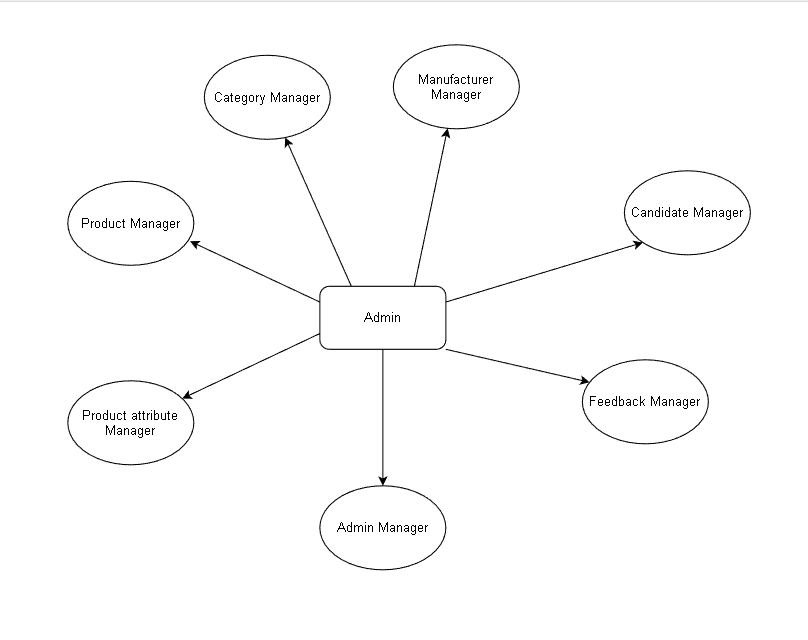 Manufacturer
Manager
Category Manager
Candidate Manager
Product Manager
Admin
Feedback Manager
Product attribute
Manager
Admin Manager